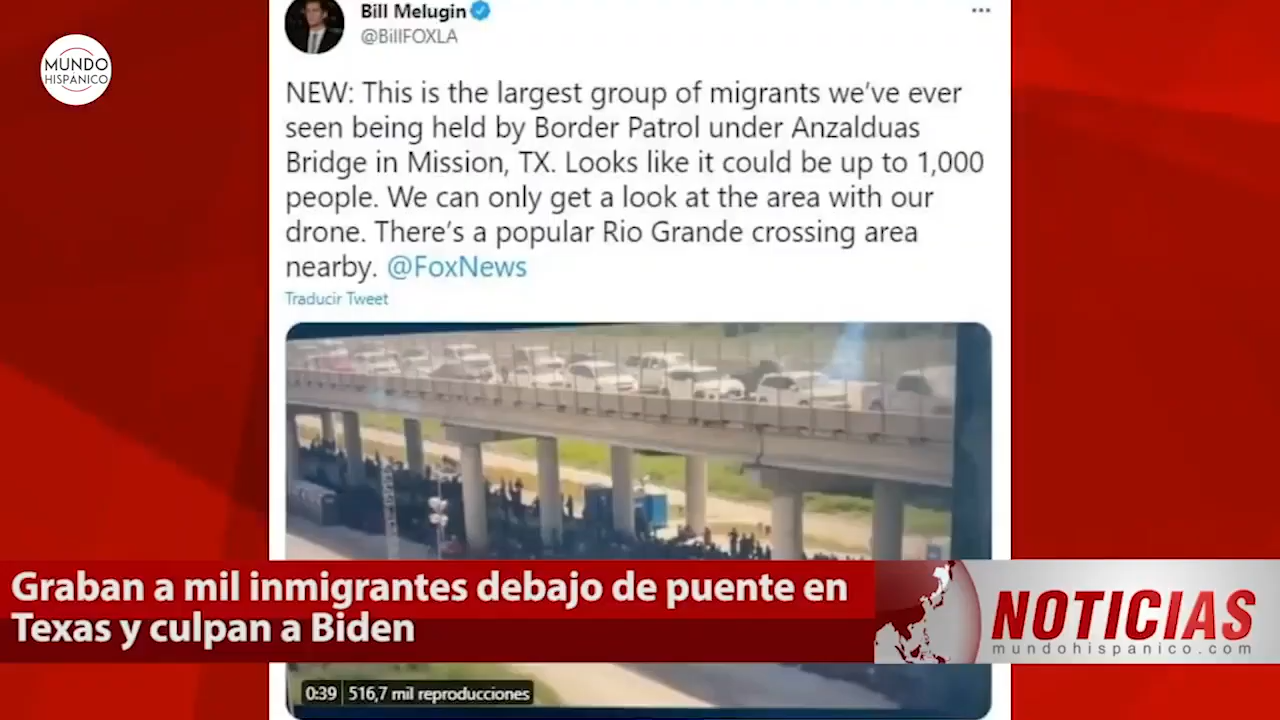 Bill Melugin
@BillFOXLA
MUNDO
HISPÁNICO
NEW: This is the largest group of migrants we've ever
seen being held by Border Patrol under Anzalduas
Bridge in Mission, TX. Looks like it could be up to 1,000
people. We can only get a look at the area with our
drone. There's a popular Rio Grande crossing area
nearby. @FoxNews
Traducir Tweet
Graban a mil inmigrantes debajo de puente en
Texas y culpan a Biden
NOTICIAS
mundohispanico.com
0:39 516,7 mil reproducciones